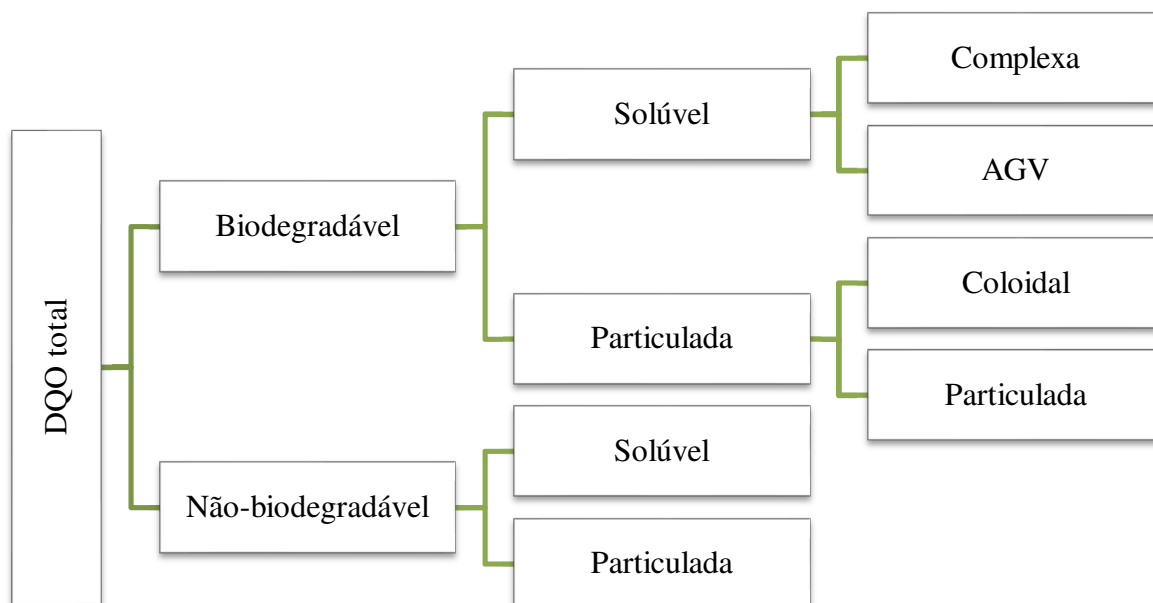 DQO total
Biodegradável
Solúvel
Complexa
AGV
Particulada
Coloidal
Particulada
Não-biodegradável
Solúvel
Particulada